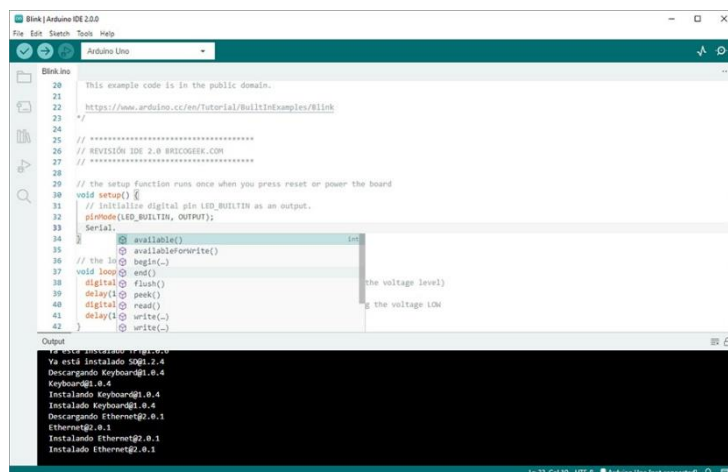 Blink | Arduino IDE 2.0.0
File Edit Sketch Tools Help
Arduino Uno
Blink.ino
20 This example code is in the public domain.
21
22 https://www.arduino.cc/en/Tutorial/BuiltInExamples/Blink
23 */
24
25 // **************************************
26 // REVISIÓN IDE 2.0 BRICOGEEK.COM
27 // **************************************
28
29 // the setup function runs once when you press reset or power the board
30 void setup() {
31 // initialize digital pin LED_BUILTIN as an output.
32 pinMode(LED_BUILTIN, OUTPUT);
33 Serial.
34 } available() int
35 availableForWrite()
36 // the lo begin(…)
37 void loop end()
38 digital flush() the voltage level)
39 delay(1 peek()
40 digital read() g the voltage LOW
41 delay(1 write(…)
42 } write(…)
Output
Ya está instalado TFT@1.0.6
Ya está instalado SD@1.2.4
Descargando Keyboard@1.0.4
Keyboard@1.0.4
Instalando Keyboard@1.0.4
Instalado Keyboard@1.0.4
Descargando Ethernet@2.0.1
Ethernet@2.0.1
Instalando Ethernet@2.0.1
Instalado Ethernet@2.0.1